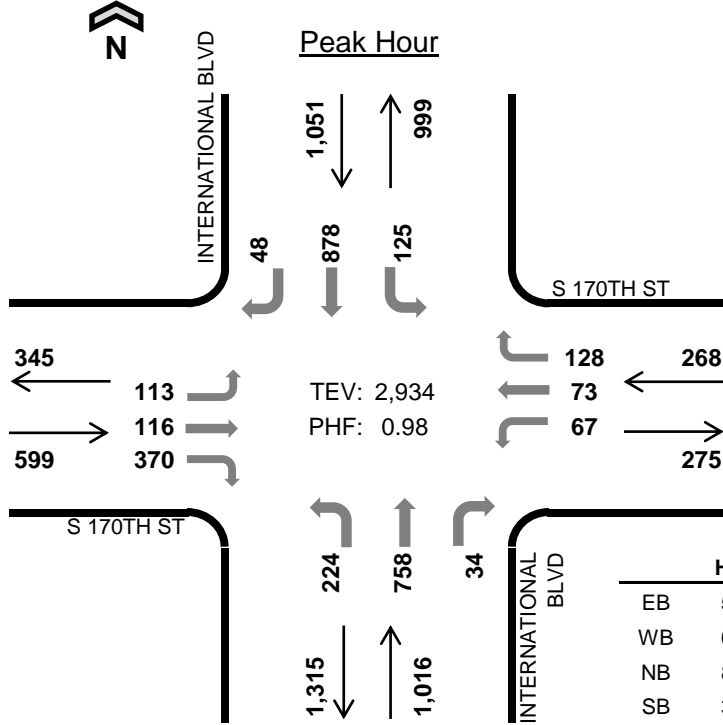 N
Peak Hour
INTERNATIONAL BLVD
1,051
999
48
878
125
S 170TH ST
345
113
116
599
370
TEV: 2,934
PHF: 0.98
128
268
73
67
275
S 170TH ST
224
758
34
INTERNATIONAL
BLVD
1,315
1,016
EB
WB
NB
SB